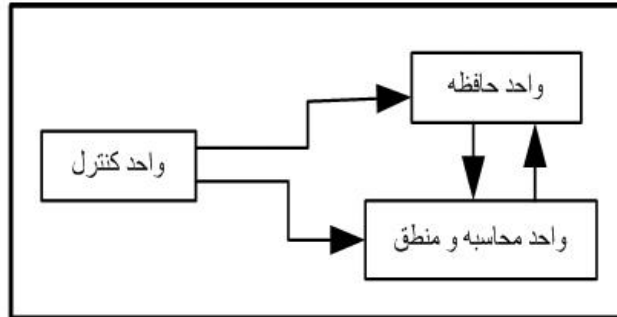 واحد حافظه
واحد کنترل
واحد محاسبه و منطق